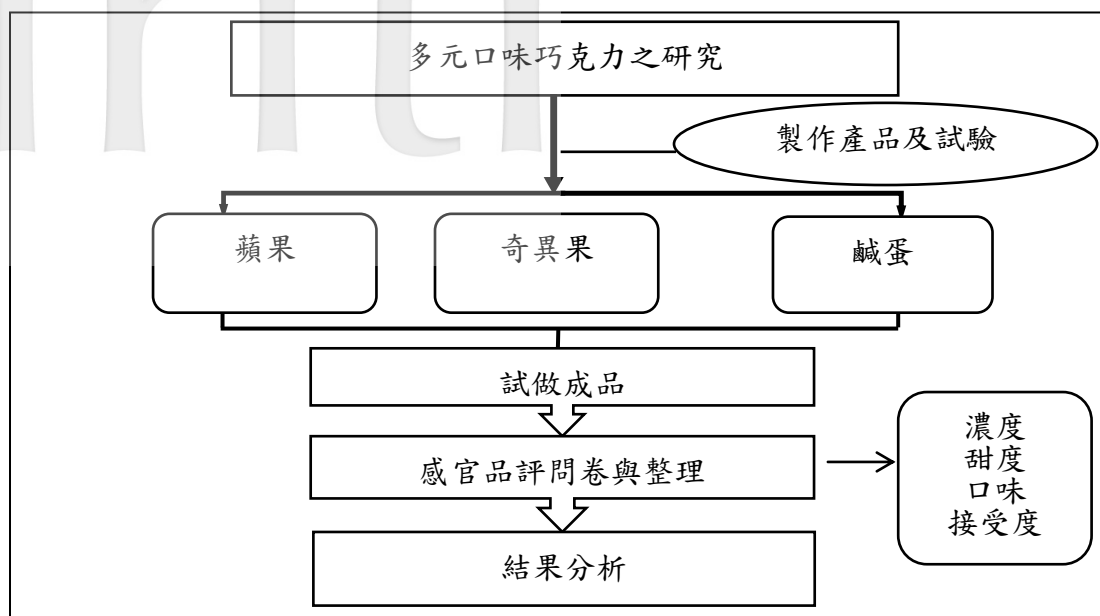 多元口味巧克力之研究
製作產品及試驗
蘋果
奇異果
鹹蛋
試做成品
感官品評問卷與整理
濃度
甜度
口味
接受度
結果分析